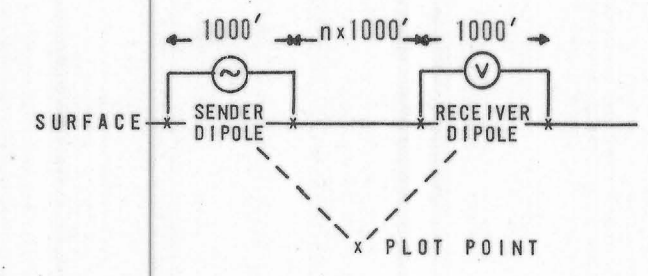 1000' n x 1000' 1000'
~ V
SURFACE SENDER RECEIVER
DIPOLE DIPOLE
x PLOT POINT